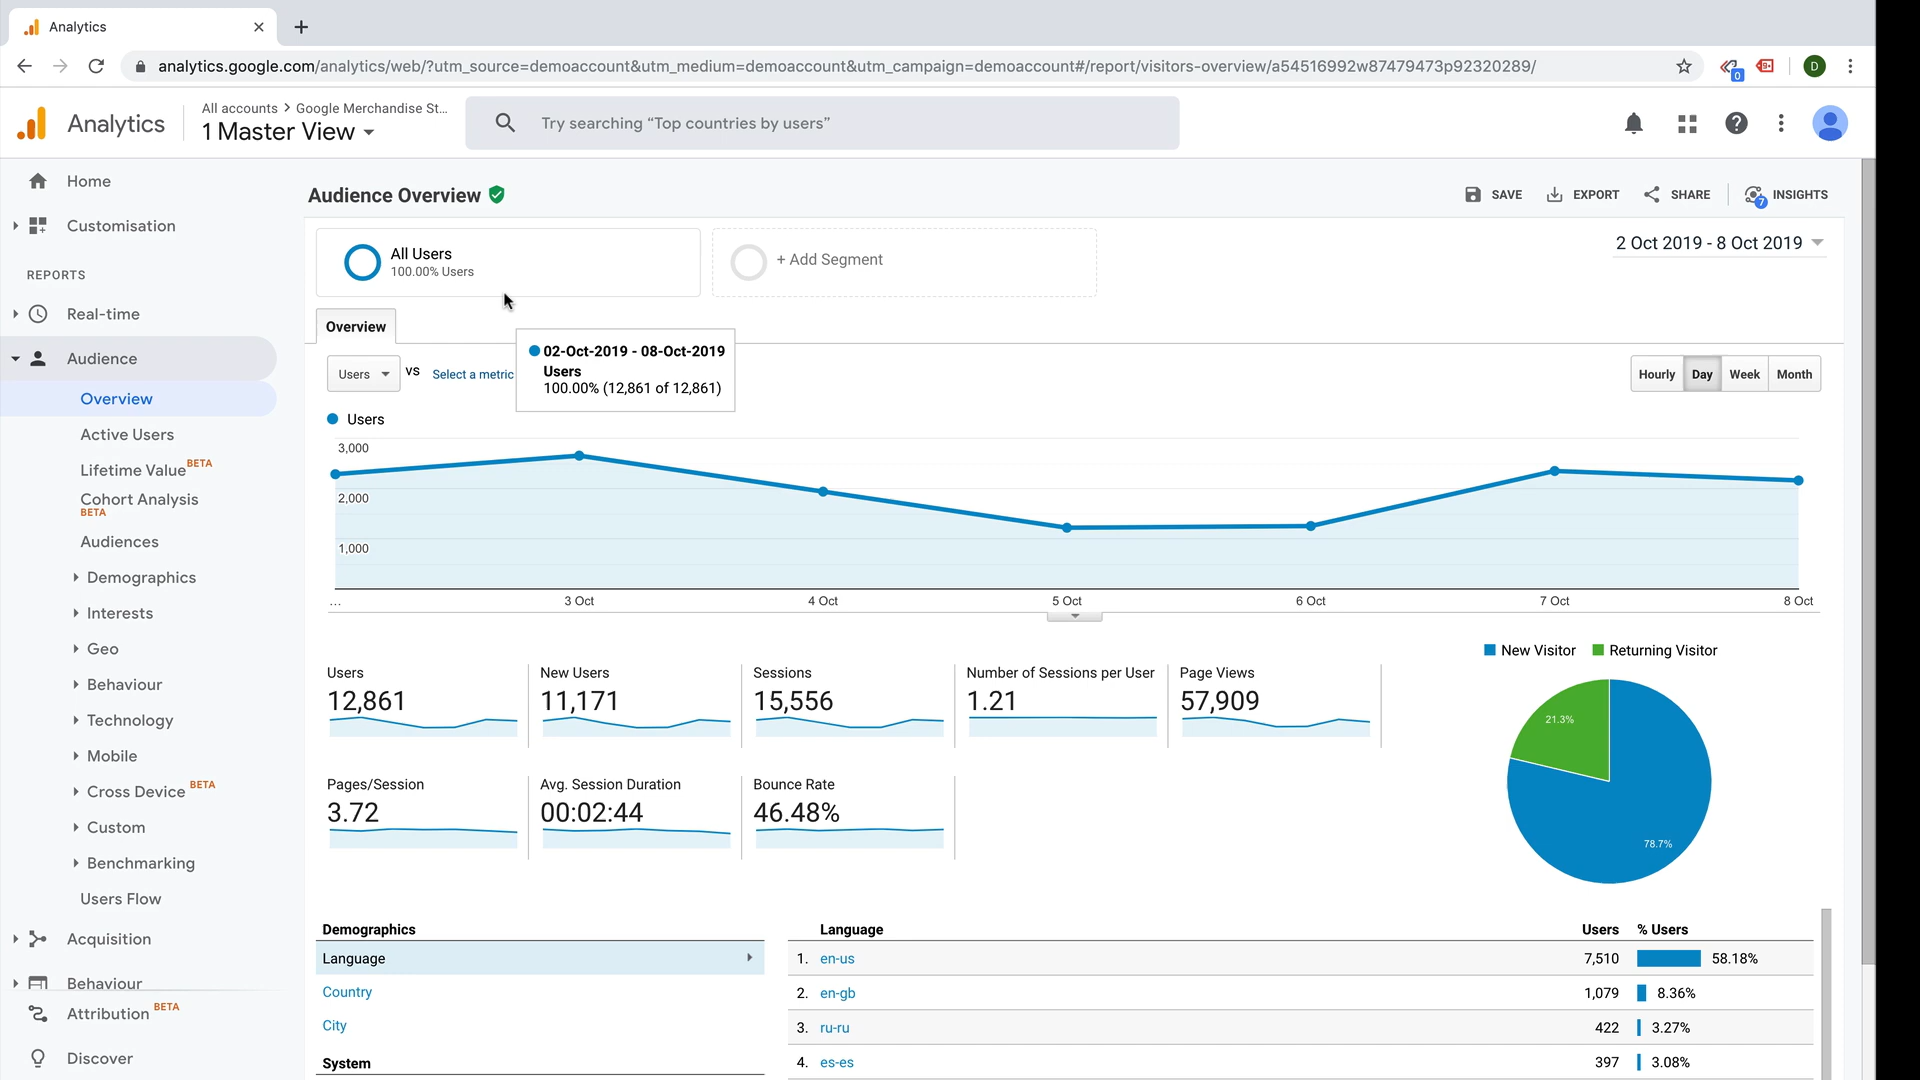 Analytics
analytics.google.com/analytics/web/?utm_source=demoaccount&utm_medium=demoaccount&utm_campaign=demoaccount#/report/visitors-overview/a54516992w87479473p92320289/
0
D
Analytics
All accounts > Google Merchandise St...
1 Master View
Try searching “Top countries by users”
Home
Customisation
REPORTS
Real-time
Audience
Overview
Active Users
Lifetime Value BETA
Cohort Analysis
BETA
Audiences
Demographics
Interests
Geo
Behaviour
Technology
Mobile
Cross Device BETA
Custom
Benchmarking
Users Flow
Acquisition
Behaviour
Attribution BETA
Discover
Audience Overview
SAVE
EXPORT
SHARE
7
INSIGHTS
All Users
100.00% Users
+ Add Segment
2 Oct 2019 - 8 Oct 2019
Overview
Users
VS
Select a metric
02-Oct-2019 - 08-Oct-2019
Users
100.00% (12,861 of 12,861)
Hourly
Day
Week
Month
Users
3,000
2,000
1,000
...
3 Oct
4 Oct
5 Oct
6 Oct
7 Oct
8 Oct
Users
12,861
New Users
11,171
Sessions
15,556
Number of Sessions per User
1.21
Page Views
57,909
Pages/Session
3.72
Avg. Session Duration
00:02:44
Bounce Rate
46.48%
New Visitor
Returning Visitor
21.3%
78.7%
Demographics
Language
Country
City
System
Language Users % Users
1. en-us 7,510 58.18%
2. en-gb 1,079 8.36%
3. ru-ru 422 3.27%
4. es-es 397 3.08%